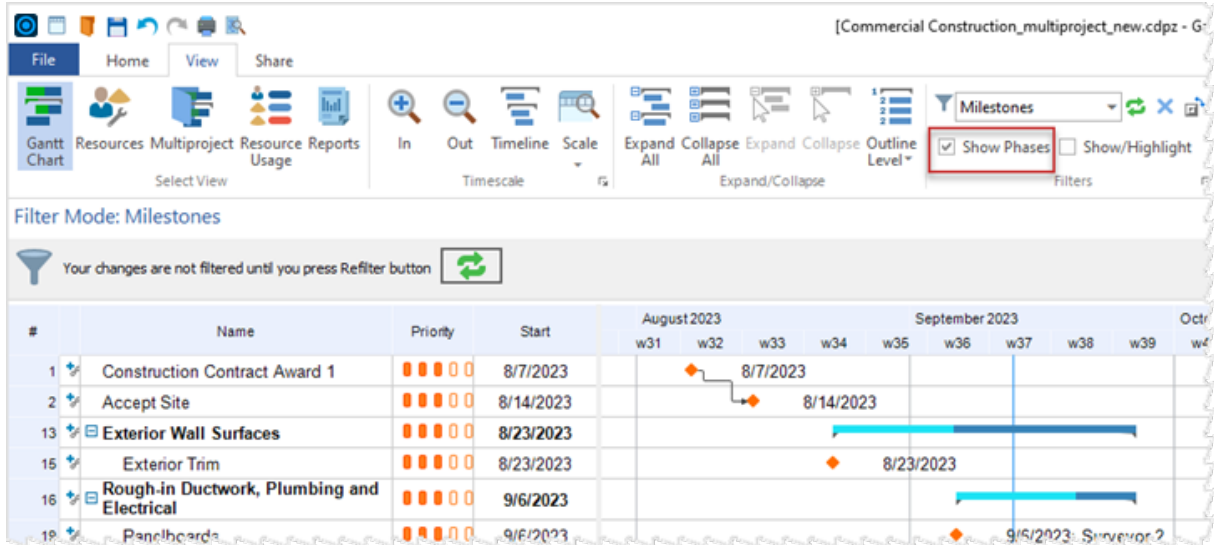 [Commercial Construction_multiproject_new.cdpz - G
File Home View Share
Gantt Chart Resources Multiproject Resource Usage Reports In Out Timeline Scale Expand All Collapse All Expand Collapse Outline Level Milestones Show Phases Show/Highlight
Select View Timescale Expand/Collapse Filters
Filter Mode: Milestones
Your changes are not filtered until you press Refilter button
# Name Priority Start August 2023 September 2023 Octo
w31 w32 w33 w34 w35 w36 w37 w38 w39 w4
1 Construction Contract Award 1 8/7/2023 8/7/2023
2 Accept Site 8/14/2023 8/14/2023
13 Exterior Wall Surfaces 8/23/2023
15 Exterior Trim 8/23/2023 8/23/2023
16 Rough-in Ductwork, Plumbing and Electrical 9/6/2023
Panelboards 9/6/2023 Surveyor 2